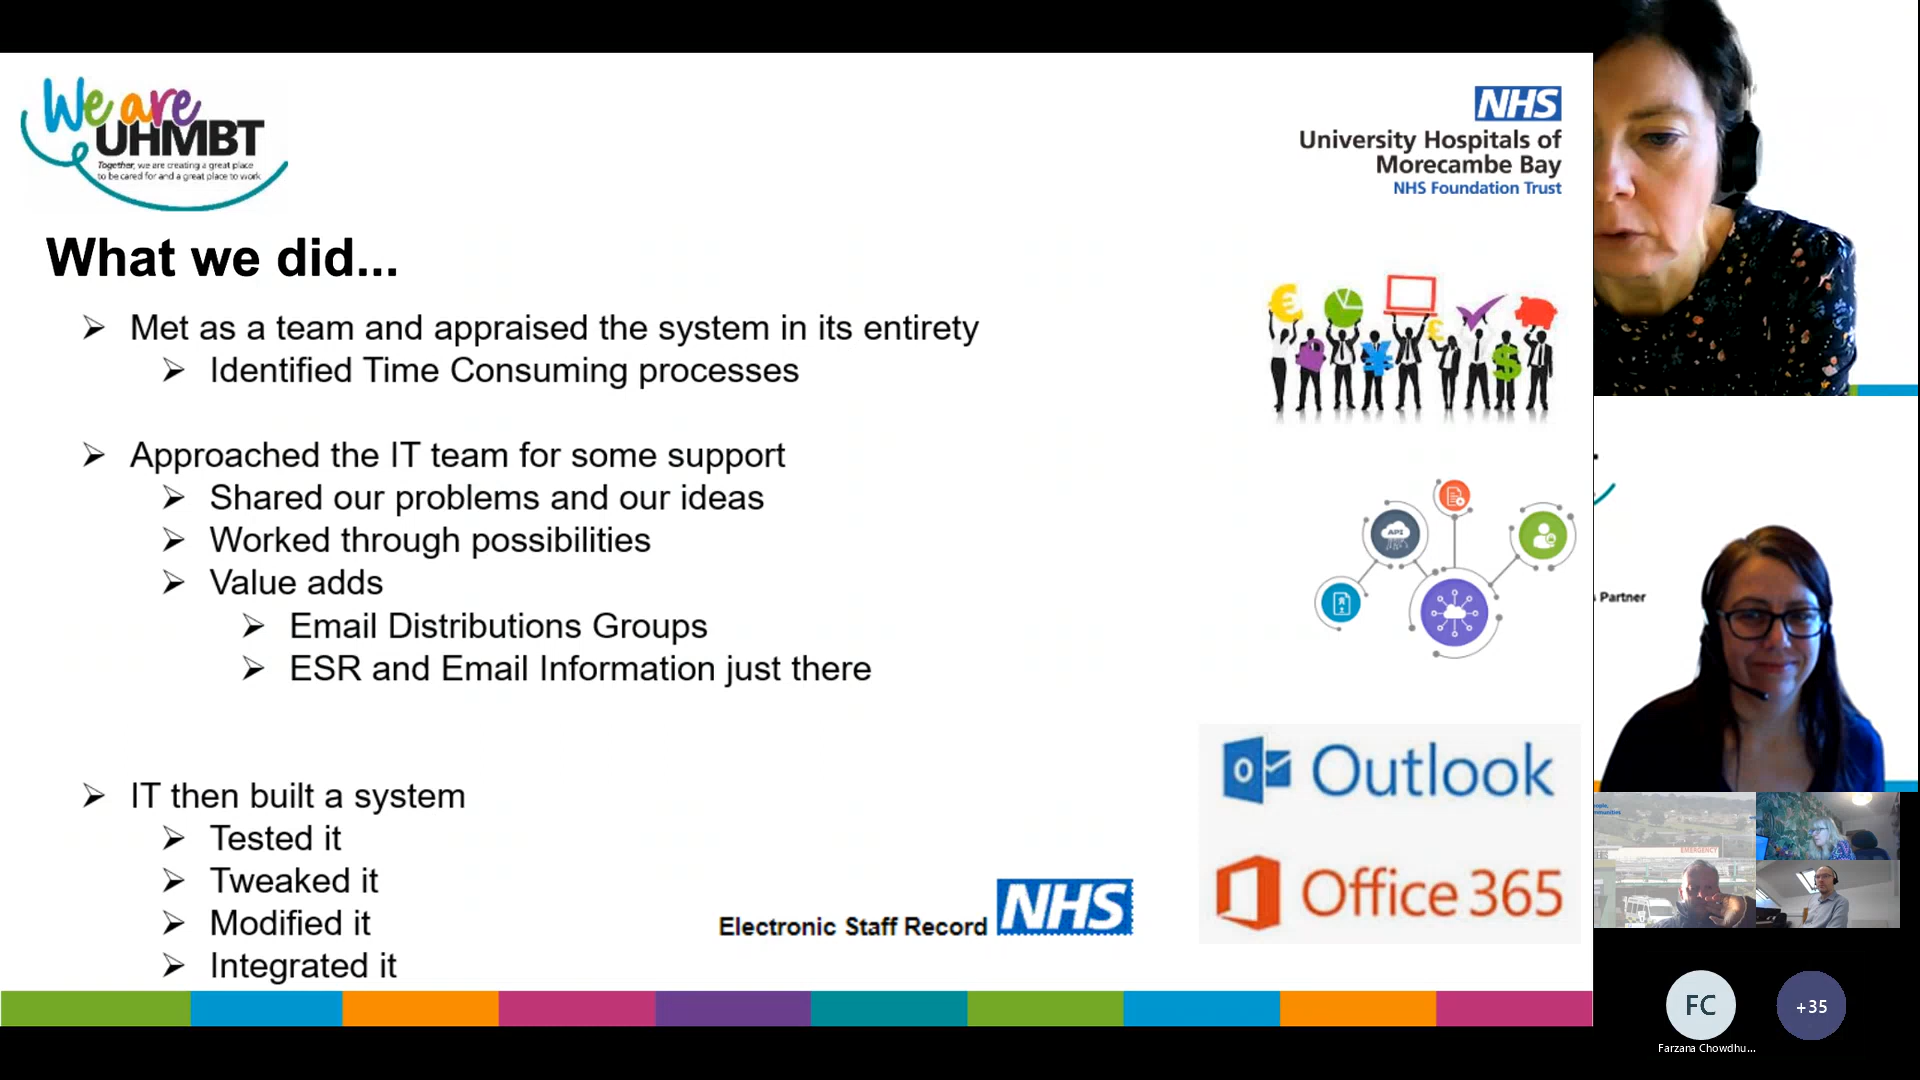 We are
UHMBT
Together, we are creating a great place
to be cared for and a great place to work
NHS
University Hospitals of
Morecambe Bay
NHS Foundation Trust
What we did...
Met as a team and appraised the system in its entirety
Identified Time Consuming processes
Approached the IT team for some support
Shared our problems and our ideas
Worked through possibilities
Value adds
Email Distributions Groups
ESR and Email Information just there
IT then built a system
Tested it
Tweaked it
Modified it
Integrated it
API
Outlook
Office 365
Electronic Staff Record NHS
Partner
EMERGENCY
FC
+35
Farzana Chowdhu...